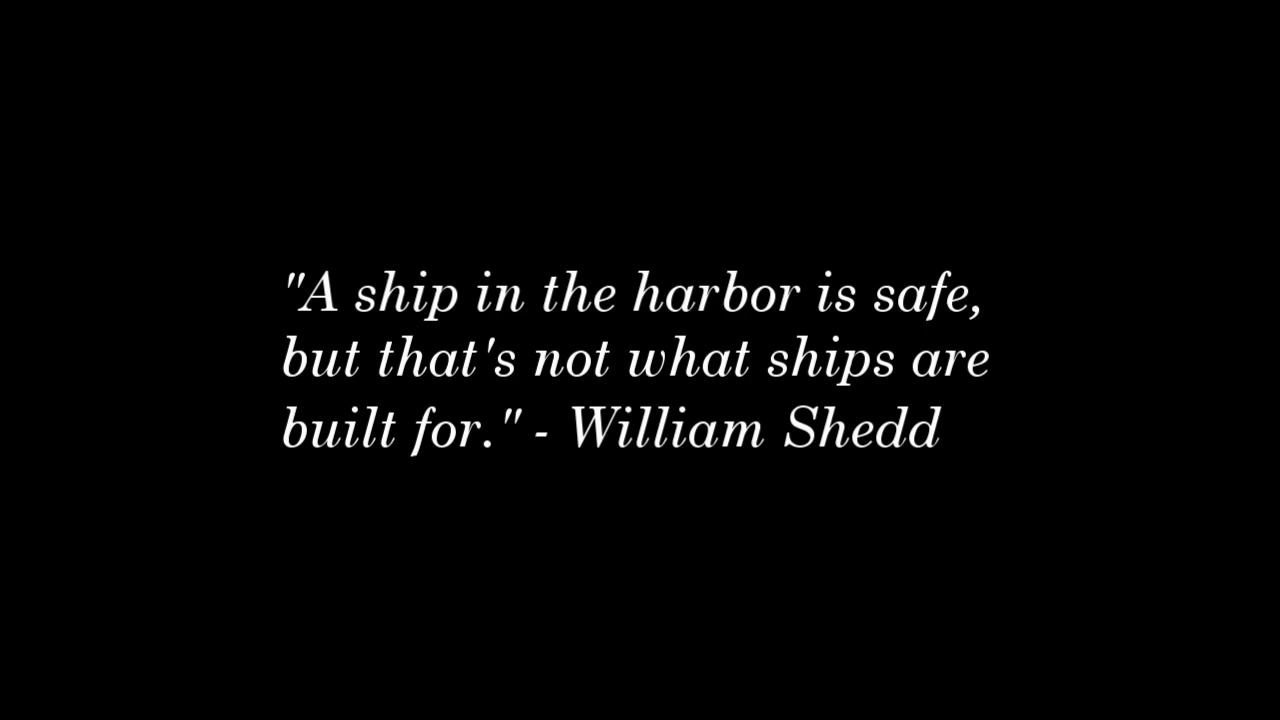 "A ship in the harbor is safe,
but that's not what ships are
built for." - William Shedd